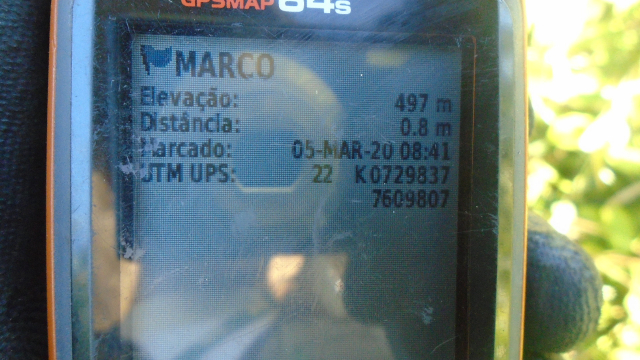 GPSMAP 64s
MARCO
Elevação: 497 m
Distância: 0.8 m
Marcado: 05-MAR-20 08:41
UTM UPS: 22 K 0729837
7609807